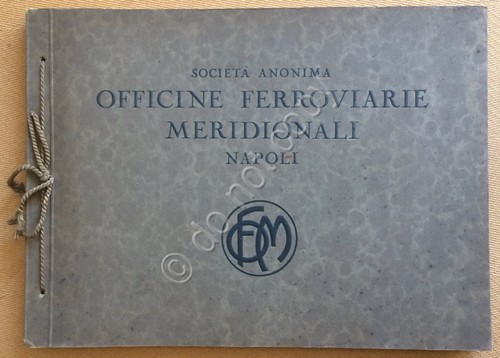 SOCIETÀ ANONIMA
OFFICINE FERROVIARIE
MERIDIONALI
NAPOLI
OFM